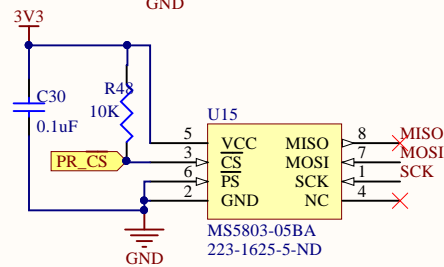 GND
3V3
C30
0.1uF
R48
10K
PR_CS
U15
5 VCC MISO 8 MISO
3 CS MOSI 7 MOSI
6 PS SCK 1 SCK
2 GND NC 4
MS5803-05BA
223-1625-5-ND
GND